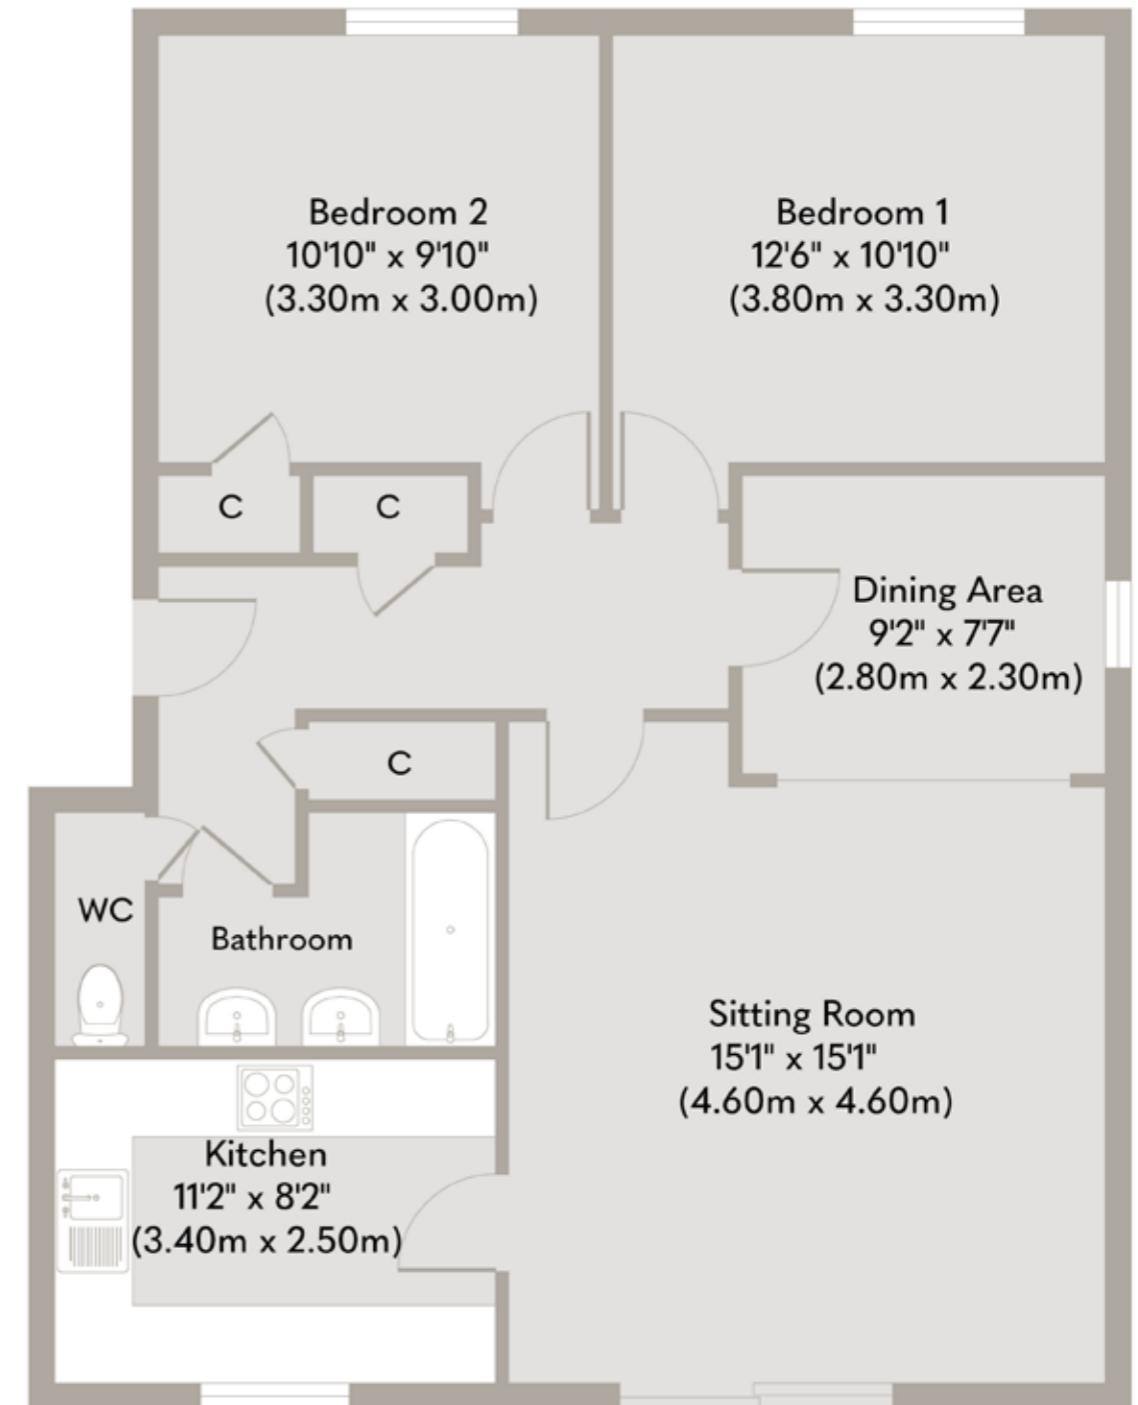 Bedroom 2
10'10" x 9'10"
(3.30m x 3.00m)
Bedroom 1
12'6" x 10'10"
(3.80m x 3.30m)
C
C
Dining Area
9'2" x 7'7"
(2.80m x 2.30m)
C
WC
Bathroom
Sitting Room
15'1" x 15'1"
(4.60m x 4.60m)
Kitchen
11'2" x 8'2"
(3.40m x 2.50m)